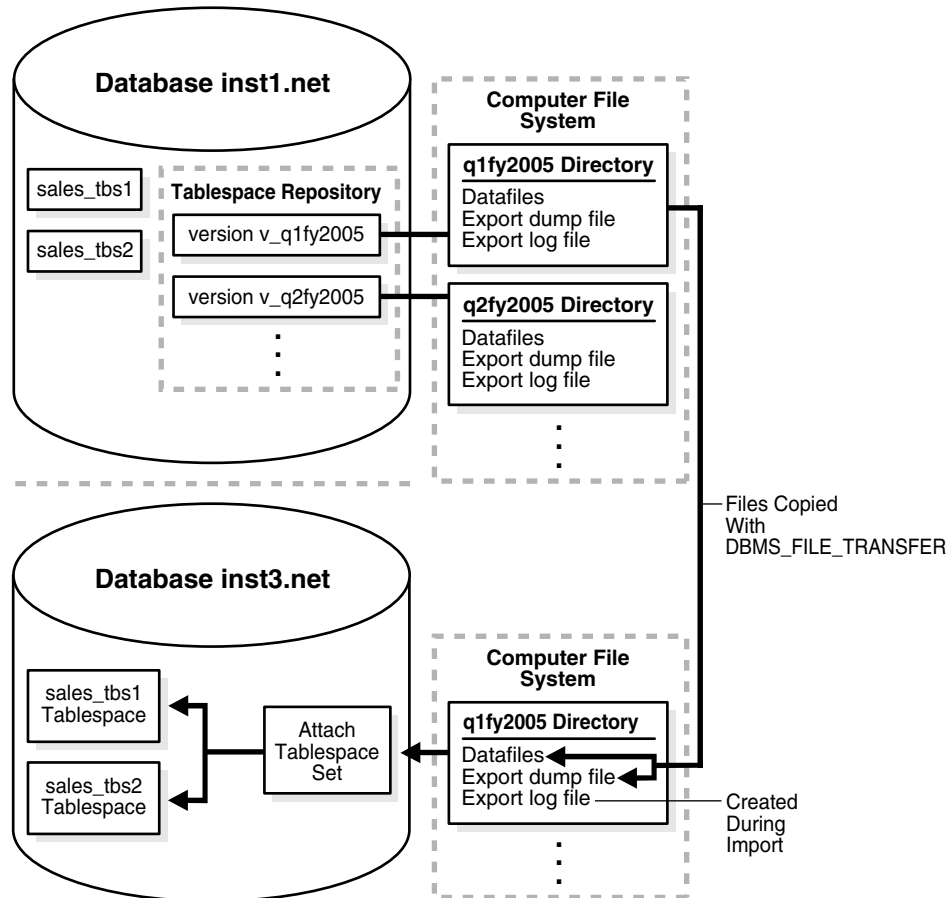 Database inst1.net
sales_tbs1
sales_tbs2
Tablespace Repository
version v_q1fy2005
version v_q2fy2005
Computer File
System
q1fy2005 Directory
Datafiles
Export dump file
Export log file
q2fy2005 Directory
Datafiles
Export dump file
Export log file
Files Copied
With
DBMS_FILE_TRANSFER
Database inst3.net
sales_tbs1
Tablespace
sales_tbs2
Tablespace
Attach
Tablespace
Set
Computer File
System
q1fy2005 Directory
Datafiles
Export dump file
Export log file
Created
During
Import